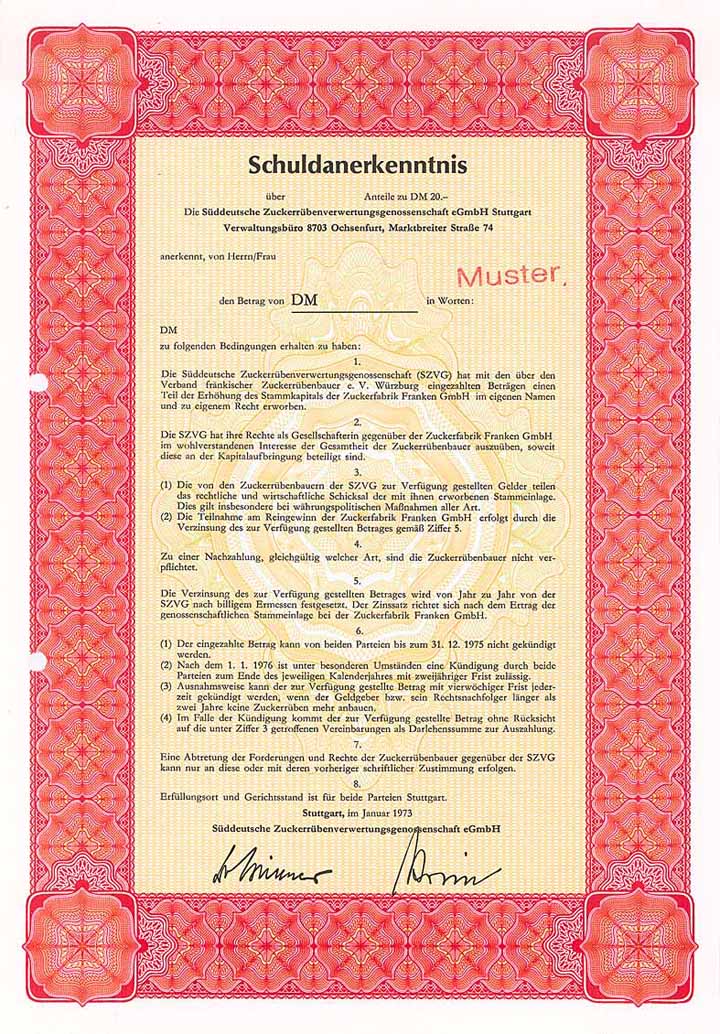 Schuldanerkenntnis
über Anteile zu DM 20.–
Die Süddeutsche Zuckerrübenverwertungsgenossenschaft eGmbH Stuttgart
Verwaltungsbüro 8703 Ochsenfurt, Marktbreiter Straße 74
anerkennt, von Herrn/Frau
Muster.
den Betrag von DM in Worten:
DM
zu folgenden Bedingungen erhalten zu haben:
1.
Die Süddeutsche Zuckerrübenverwertungsgenossenschaft (SZVG) hat mit den über den
Verband fränkischer Zuckerrübenbauer e. V. Würzburg eingezahlten Beträgen einen
Teil der Erhöhung des Stammkapitals der Zuckerfabrik Franken GmbH im eigenen Namen
und zu eigenem Recht erworben.
2.
Die SZVG hat ihre Rechte als Gesellschafterin gegenüber der Zuckerfabrik Franken GmbH
im wohlverstandenen Interesse der Gesamtheit der Zuckerrübenbauer auszuüben, soweit
diese an der Kapitalaufbringung beteiligt sind.
3.
(1) Die von den Zuckerrübenbauern der SZVG zur Verfügung gestellten Gelder teilen
das rechtliche und wirtschaftliche Schicksal der mit ihnen erworbenen Stammeinlage.
Dies gilt insbesondere bei währungspolitischen Maßnahmen aller Art.
(2) Die Teilnahme am Reingewinn der Zuckerfabrik Franken GmbH erfolgt durch die
Verzinsung des zur Verfügung gestellten Betrages gemäß Ziffer 5.
4.
Zu einer Nachzahlung, gleichgültig welcher Art, sind die Zuckerrübenbauer nicht ver-
pflichtet.
5.
Die Verzinsung des zur Verfügung gestellten Betrages wird von Jahr zu Jahr von der
SZVG nach billigem Ermessen festgesetzt. Der Zinssatz richtet sich nach dem Ertrag der
genossenschaftlichen Stammeinlage bei der Zuckerfabrik Franken GmbH.
6.
(1) Der eingezahlte Betrag kann von beiden Parteien bis zum 31. 12. 1975 nicht gekündigt
werden.
(2) Nach dem 1. 1. 1976 ist unter besonderen Umständen eine Kündigung durch beide
Parteien zum Ende des jeweiligen Kalenderjahres mit zweijähriger Frist zulässig.
(3) Ausnahmsweise kann der zur Verfügung gestellte Betrag mit vierwöchiger Frist jeder-
zeit gekündigt werden, wenn der Geldgeber bzw. sein Rechtsnachfolger länger als
zwei Jahre keine Zuckerrüben mehr anbauen.
(4) Im Falle der Kündigung kommt der zur Verfügung gestellte Betrag ohne Rücksicht
auf die unter Ziffer 3 getroffenen Vereinbarungen als Darlehenssumme zur Auszahlung.
7.
Eine Abtretung der Forderungen und Rechte der Zuckerrübenbauer gegenüber der SZVG
kann nur an diese oder mit deren vorheriger schriftlicher Zustimmung erfolgen.
8.
Erfüllungsort und Gerichtsstand ist für beide Parteien Stuttgart.
Stuttgart, im Januar 1973
Süddeutsche Zuckerrübenverwertungsgenossenschaft eGmbH